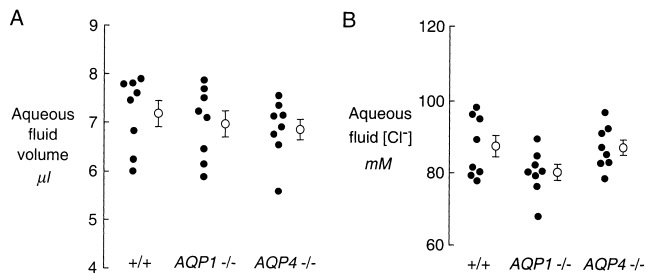 A
9
8
7
6
5
4
Aqueous
fluid
volume
µl
+/+ AQP1 -/- AQP4 -/-
B
120
100
80
60
Aqueous
fluid [Cl⁻]
mM
+/+ AQP1 -/- AQP4 -/-